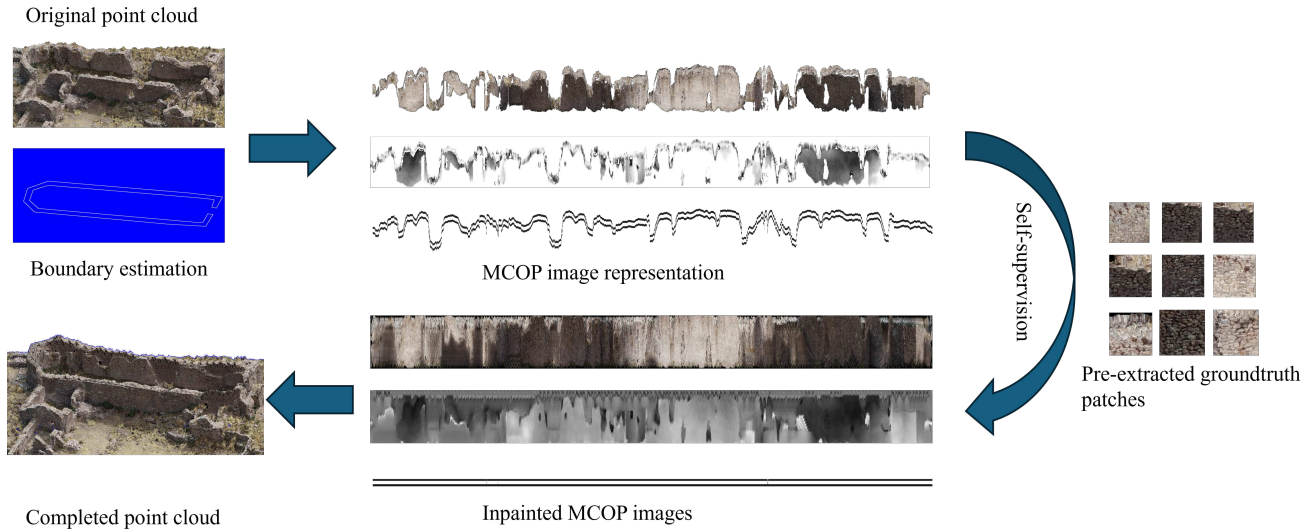 Original point cloud
Boundary estimation
MCOP image representation
Self-supervision
Pre-extracted groundtruth
patches
Completed point cloud
Inpainted MCOP images